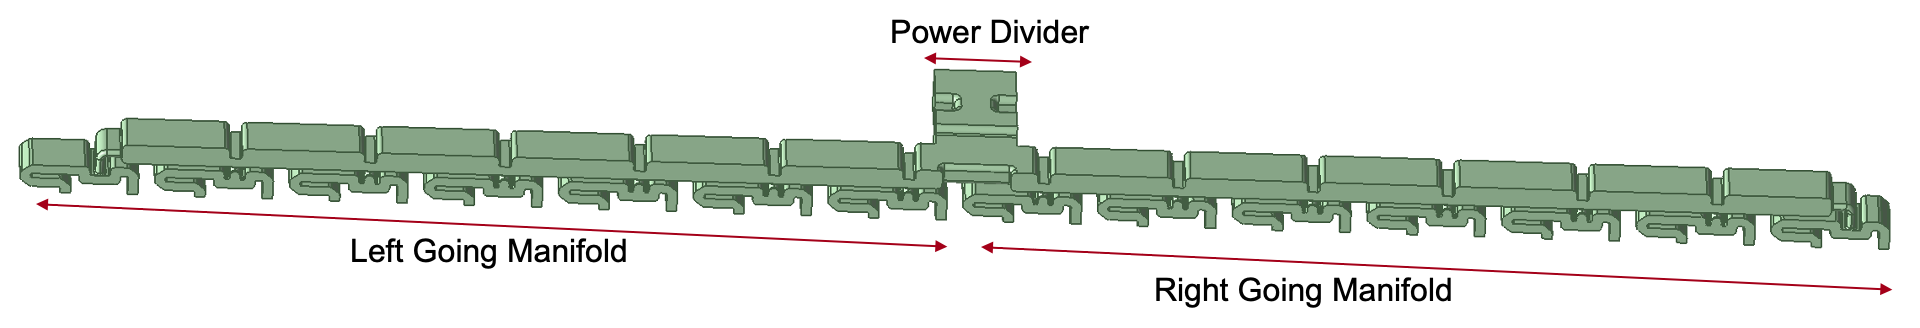 Power Divider
Left Going Manifold
Right Going Manifold